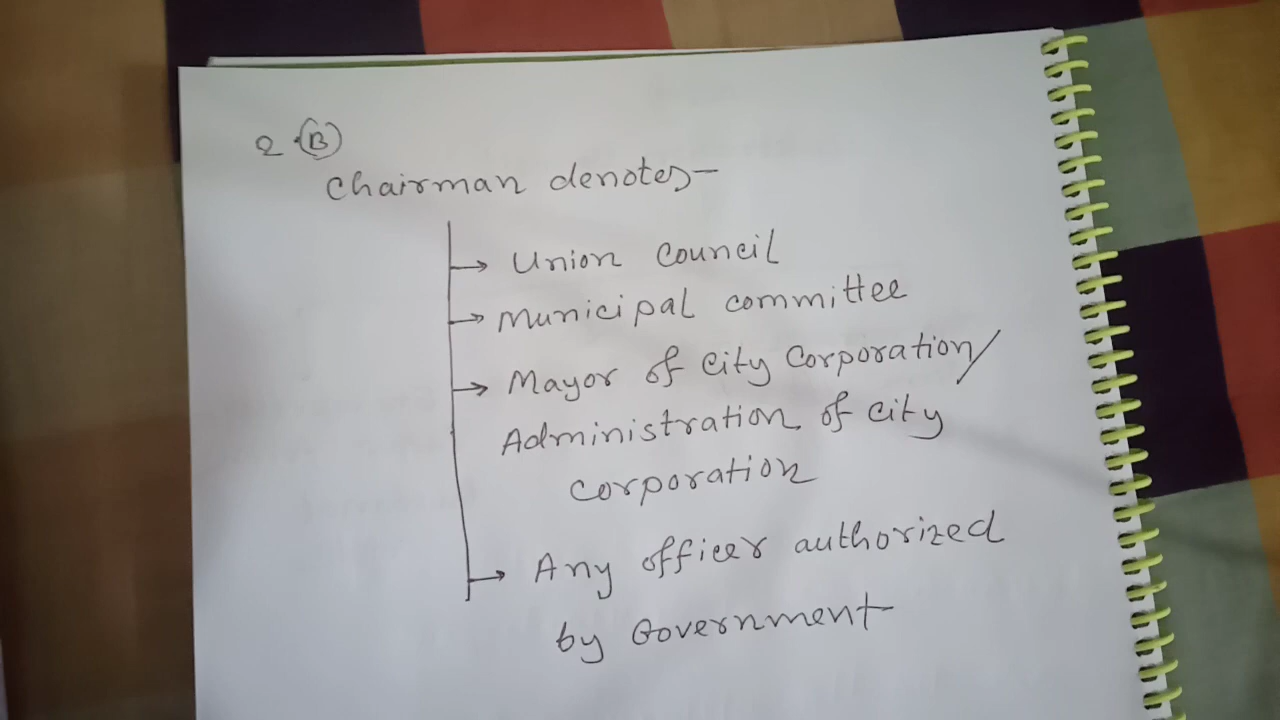 2. (B)
Chairman denotes-
→ Union Council
→ Municipal committee
→ Mayor of City Corporation/
Administration of city
corporation
→ Any officer authorized
by Government